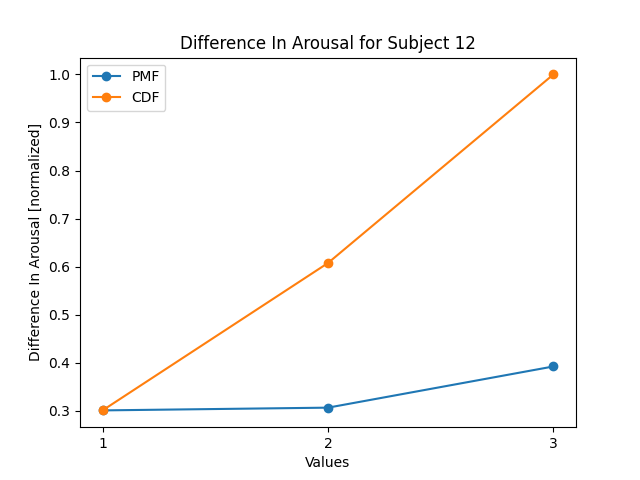 Difference In Arousal for Subject 12
PMF
CDF
Difference In Arousal [normalized]
1.0
0.9
0.8
0.7
0.6
0.5
0.4
0.3
1 2 3
Values